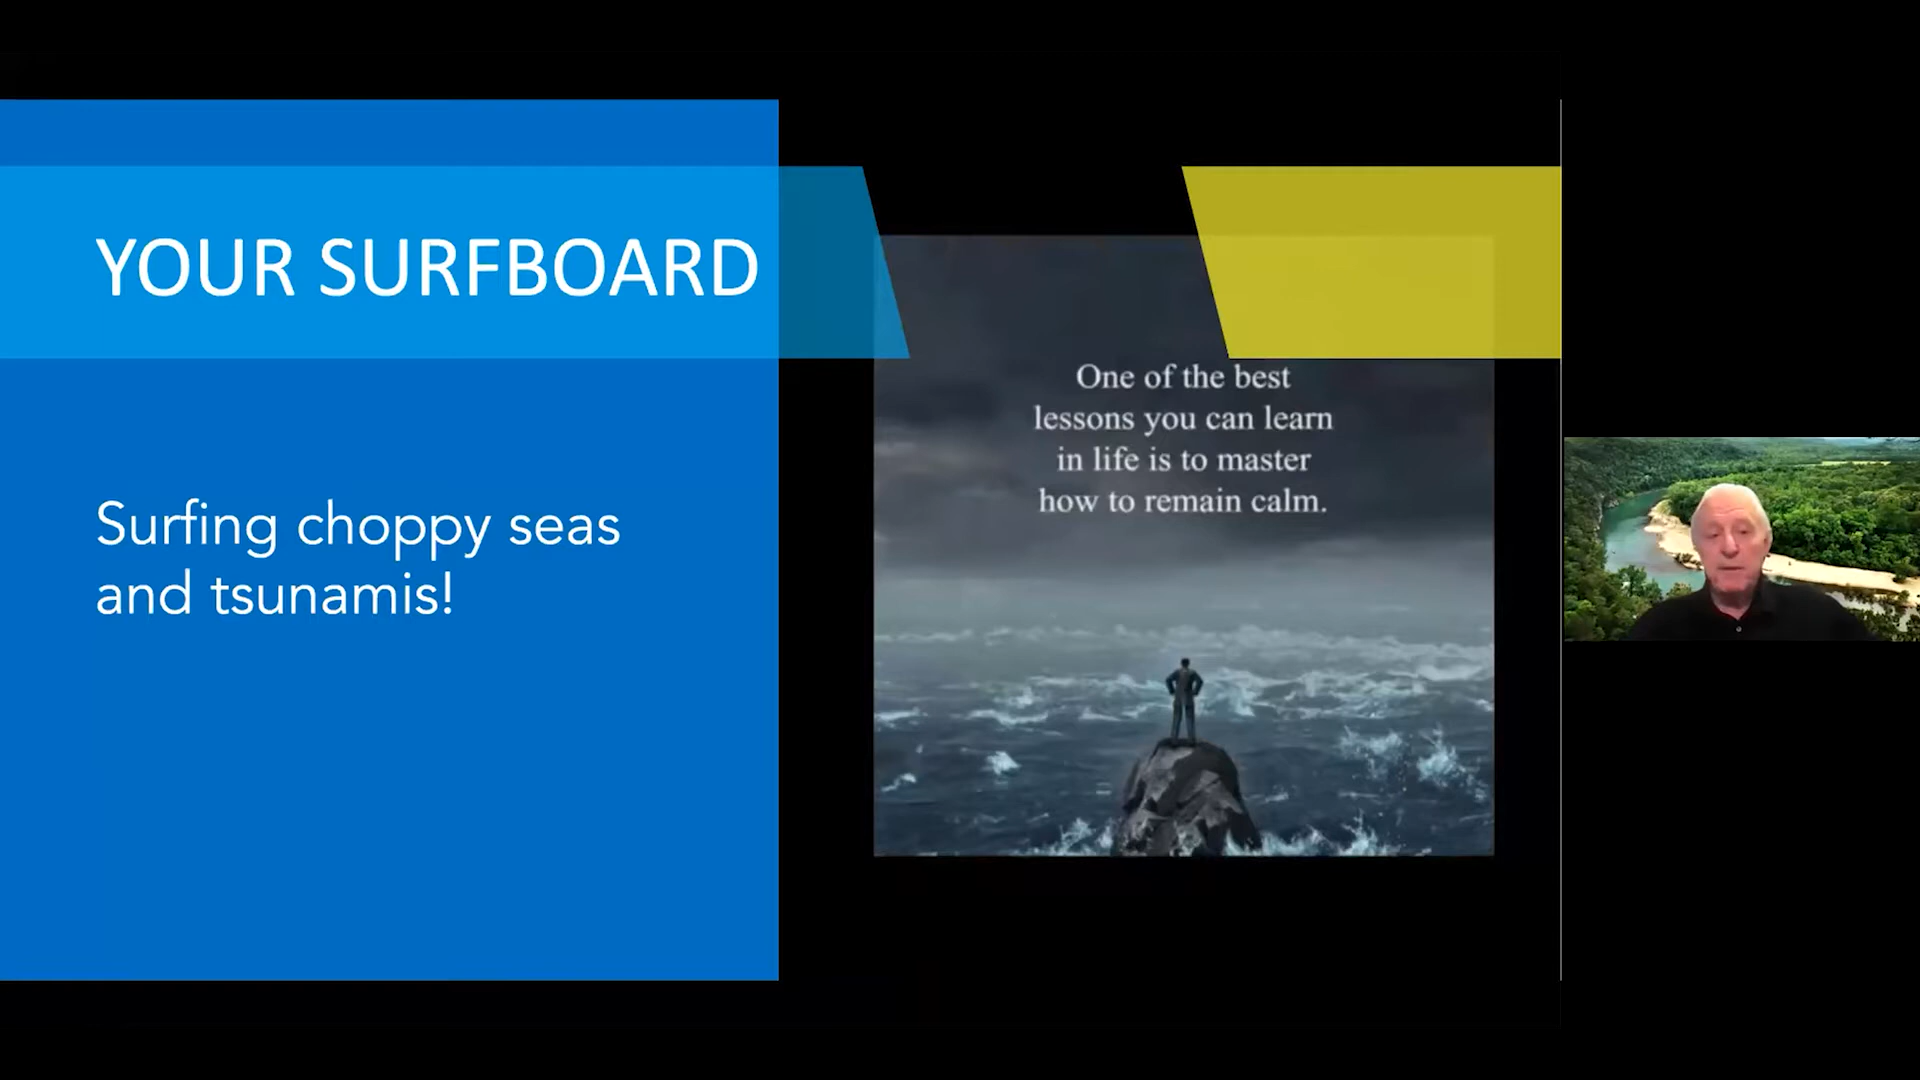 YOUR SURFBOARD
Surfing choppy seas
and tsunamis!
One of the best
lessons you can learn
in life is to master
how to remain calm.